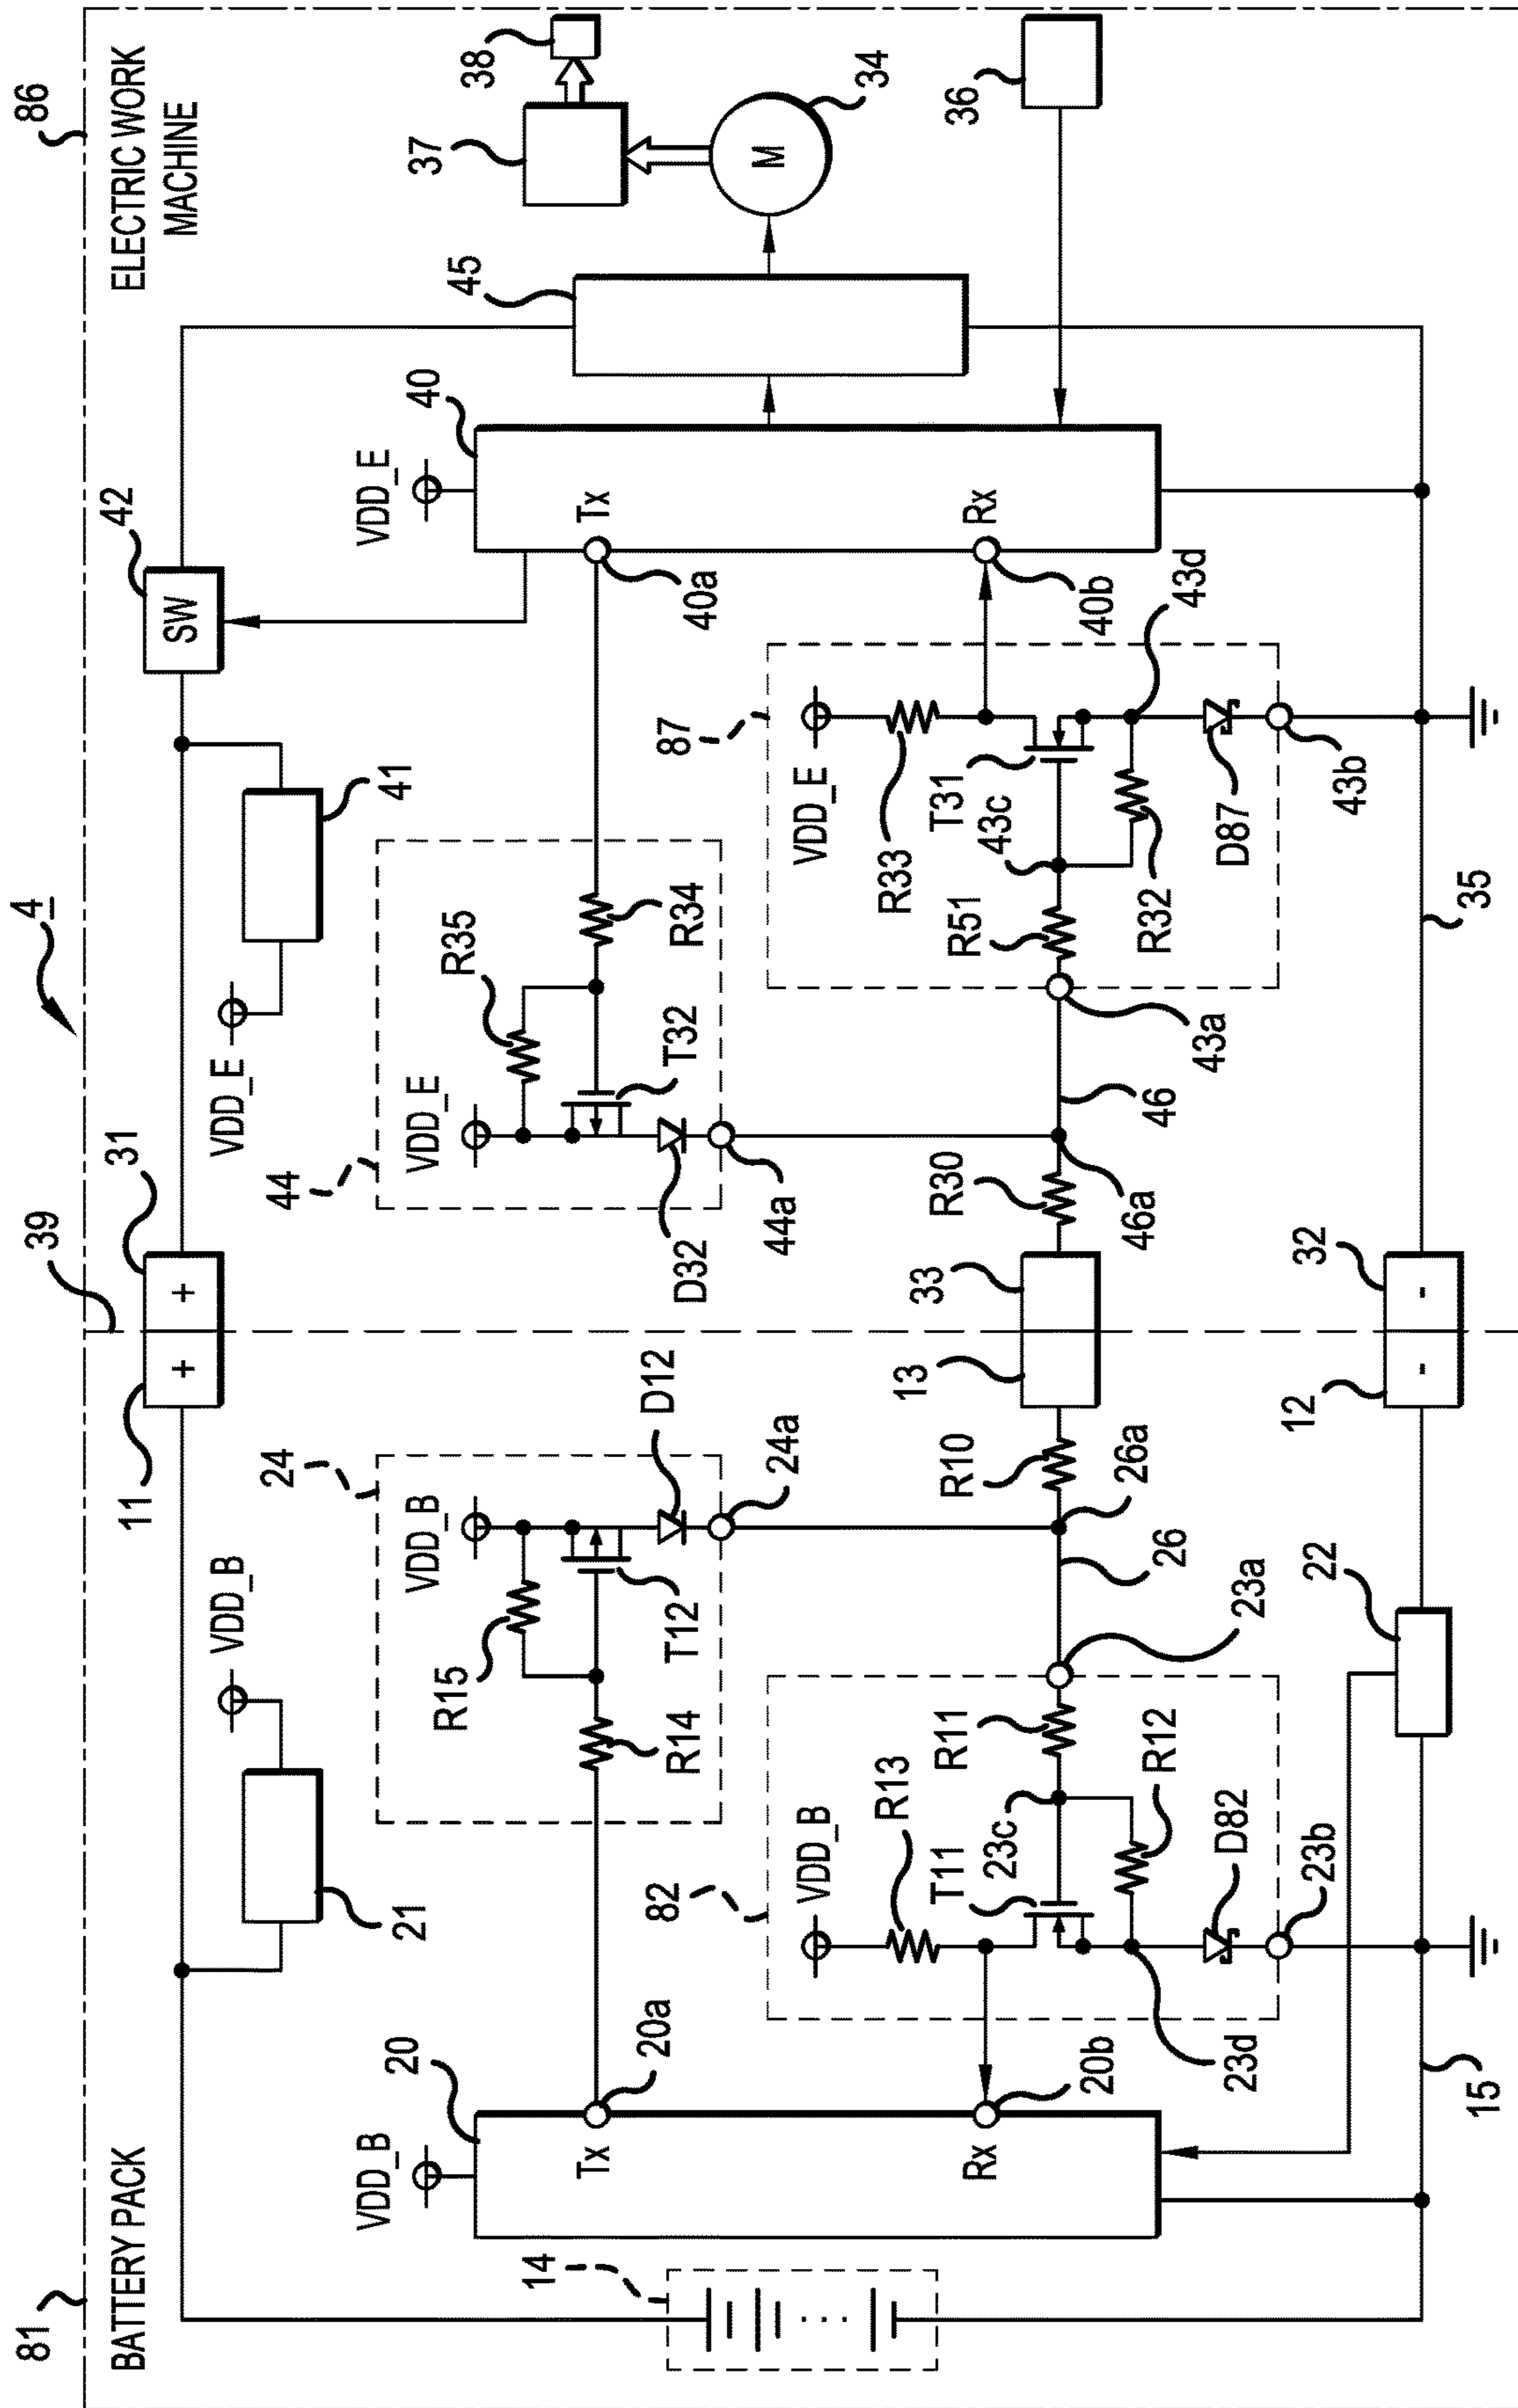 4
81
BATTERY PACK
86
ELECTRIC WORK
MACHINE
39
11
+
+
31
42
SW
21
VDD_B
VDD_E
41
24
VDD_B
R15
R14
T12
D12
24a
44
VDD_E
R35
R34
T32
D32
44a
14
20
VDD_B
Tx
20a
Rx
20b
40
VDD_E
Tx
40a
Rx
40b
45
37
38
M
34
36
82
VDD_B
R13
T11
23c
R11
23a
R12
D82
23b
23d
26
26a
R10
13
33
R30
46a
46
43a
87
VDD_E
R33
T31
43c
R51
R32
D87
43b
43d
15
22
12
-
-
32
35